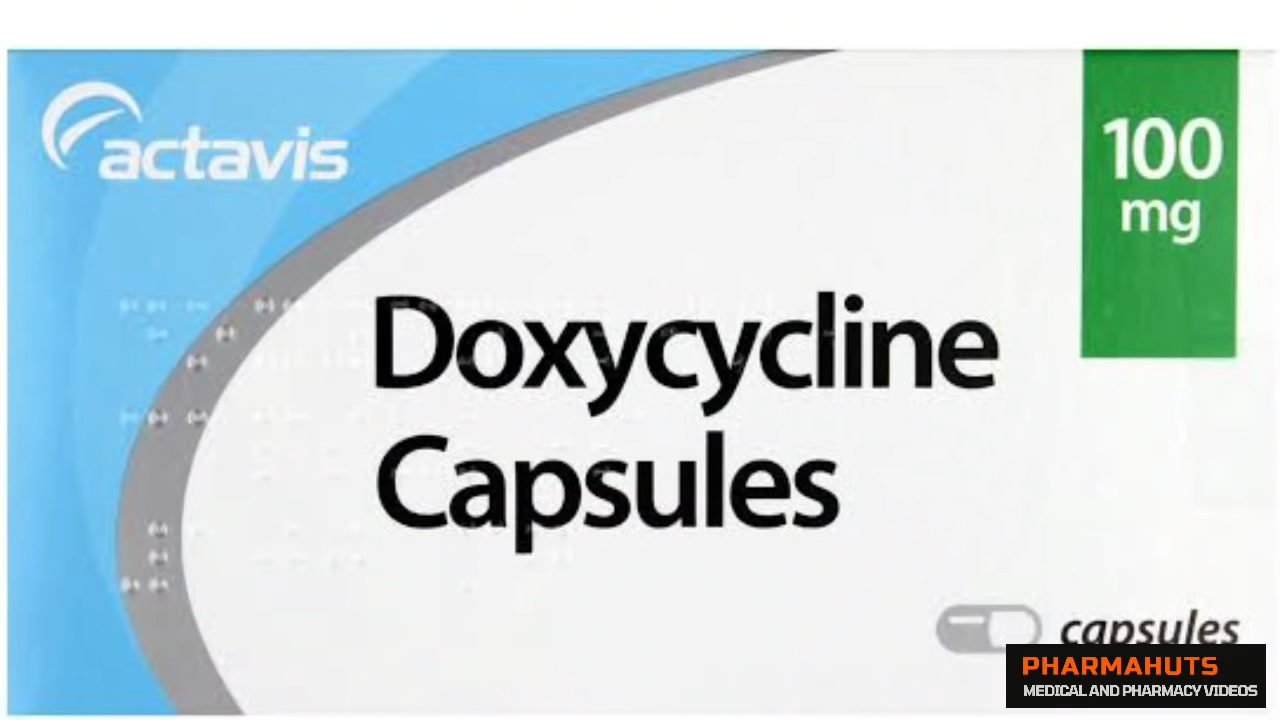 actavis
100
mg
Doxycycline
Capsules
capsules
PHARMAHUTS
MEDICAL AND PHARMACY VIDEOS